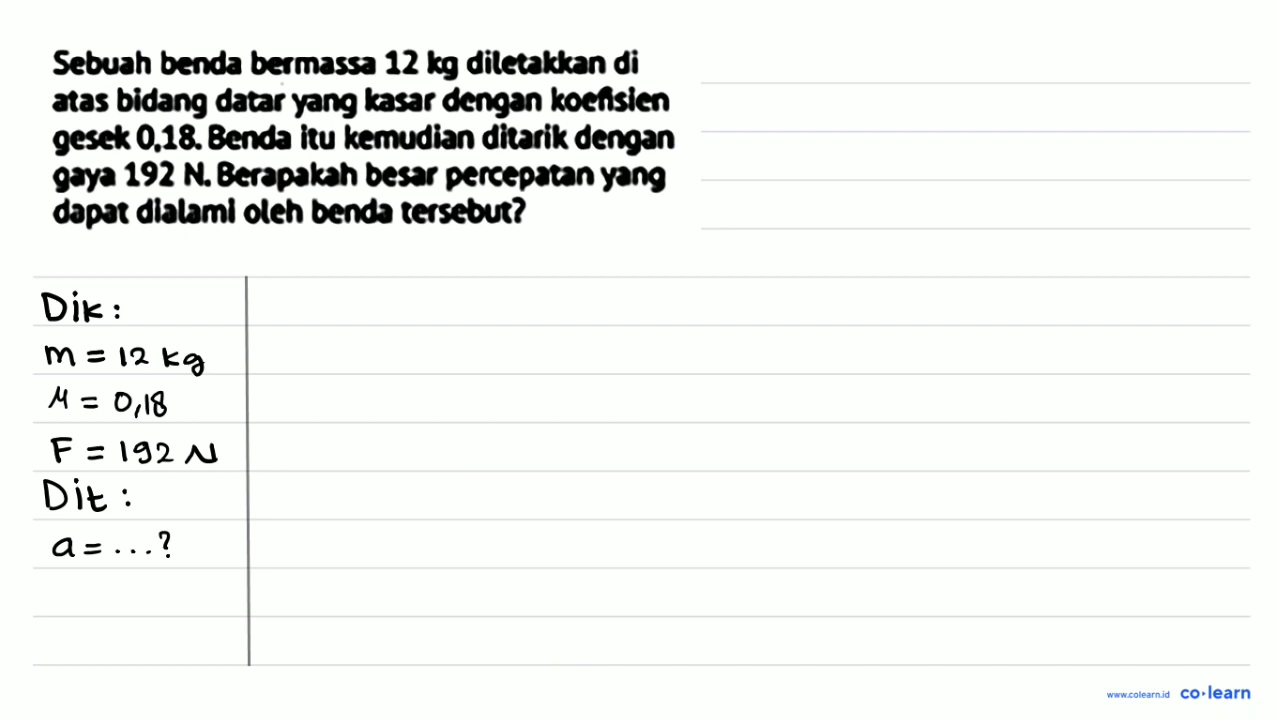 Sebuah benda bermassa 12 kg diletakkan di
atas bidang datar yang kasar dengan koefisien
gesek 0,18. Benda itu kemudian ditarik dengan
gaya 192 N. Berapakah besar percepatan yang
dapat dialami oleh benda tersebut?
Dik :
m = 12 kg
μ = 0,18
F = 192 N
Dit :
a = ...?
www.colearn.id co·learn